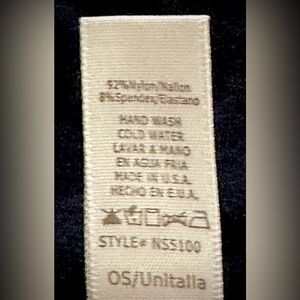 92%Nylon/Nailon
8%Spandex/Elastano
HAND WASH
COLD WATER
LAVAR A MANO
EN AGUA FRIA
MADE IN U.S.A.
HECHO EN E.U.A.
STYLE# NS5100
OS/Unitalla